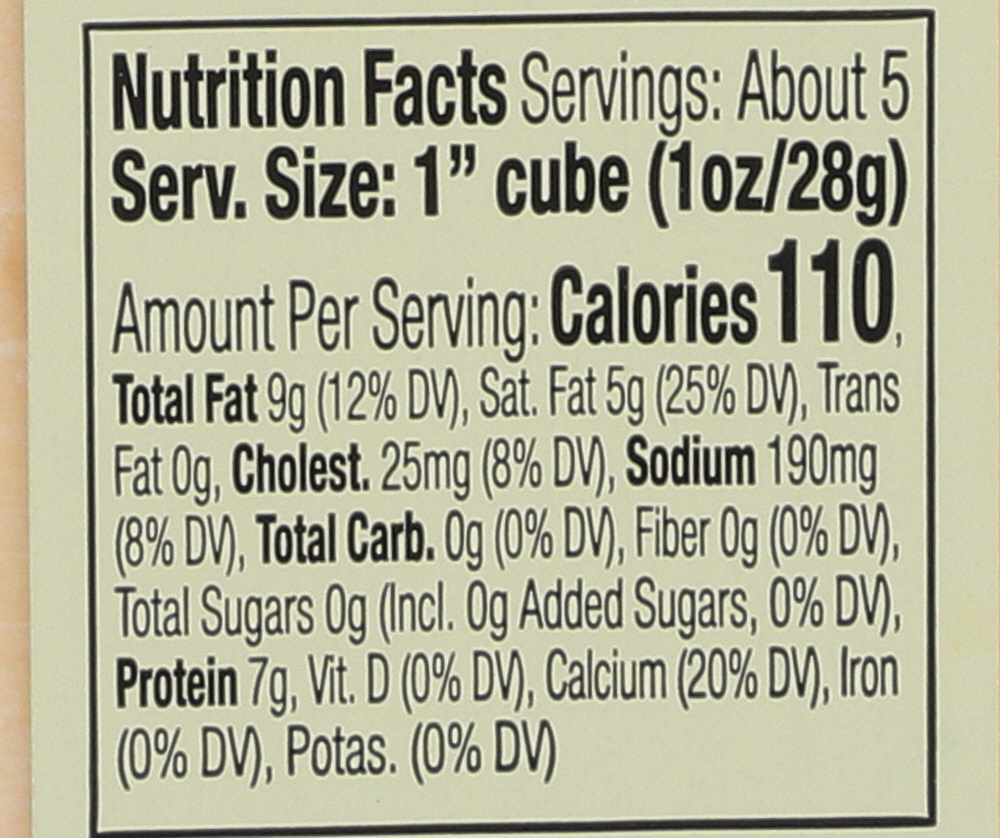 Nutrition Facts Servings: About 5
Serv. Size: 1” cube (1oz/28g)
Amount Per Serving: Calories 110,
Total Fat 9g (12% DV), Sat. Fat 5g (25% DV), Trans
Fat 0g, Cholest. 25mg (8% DV), Sodium 190mg
(8% DV), Total Carb. 0g (0% DV), Fiber 0g (0% DV),
Total Sugars 0g (Incl. 0g Added Sugars, 0% DV),
Protein 7g, Vit. D (0% DV), Calcium (20% DV), Iron
(0% DV), Potas. (0% DV)